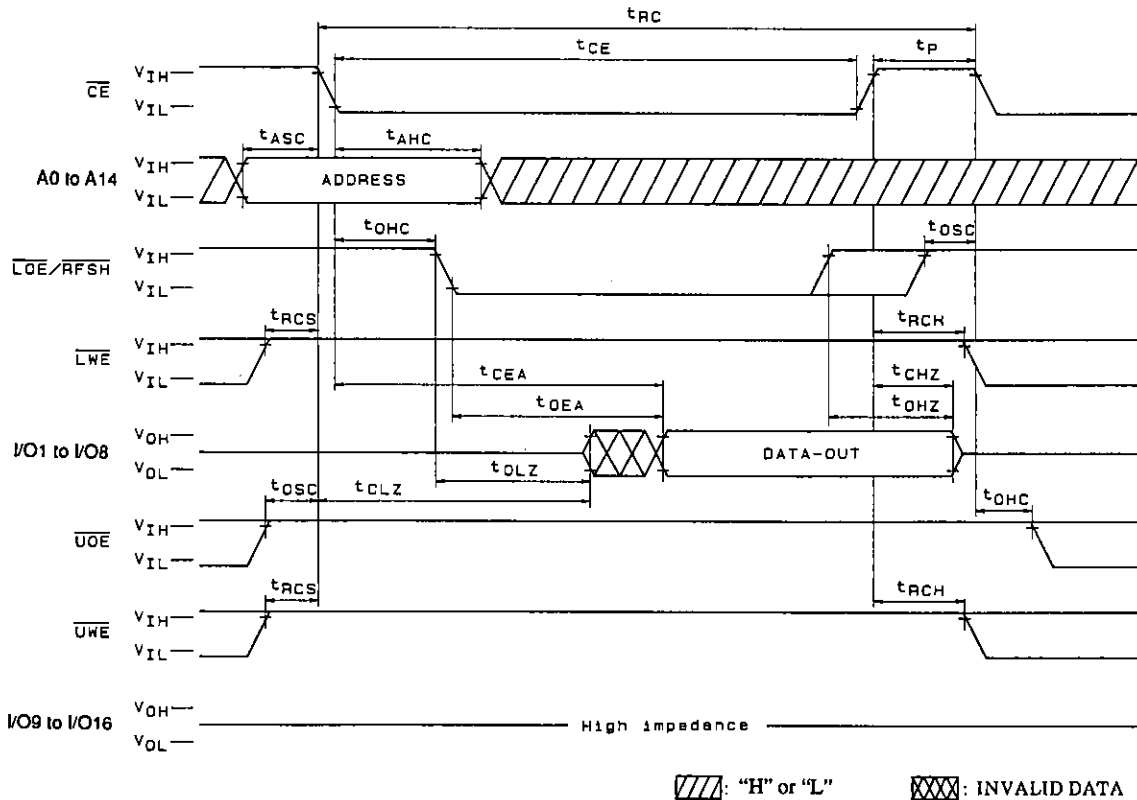 tRC
tCE
tP
CE
VIH
VIL
tASC
tAHC
A0 to A14
VIH
VIL
ADDRESS
tOHC
tOSC
LOE/RFSH
VIH
VIL
tRCS
tRCH
LWE
VIH
VIL
tCEA
tCHZ
tOEA
tOHZ
I/O1 to I/O8
VOH
VOL
DATA-OUT
tOLZ
tOSC
tCLZ
tOHC
UOE
VIH
VIL
tRCS
tRCH
UWE
VIH
VIL
I/O9 to I/O16
VOH
VOL
High impedance
: "H" or "L"
: INVALID DATA